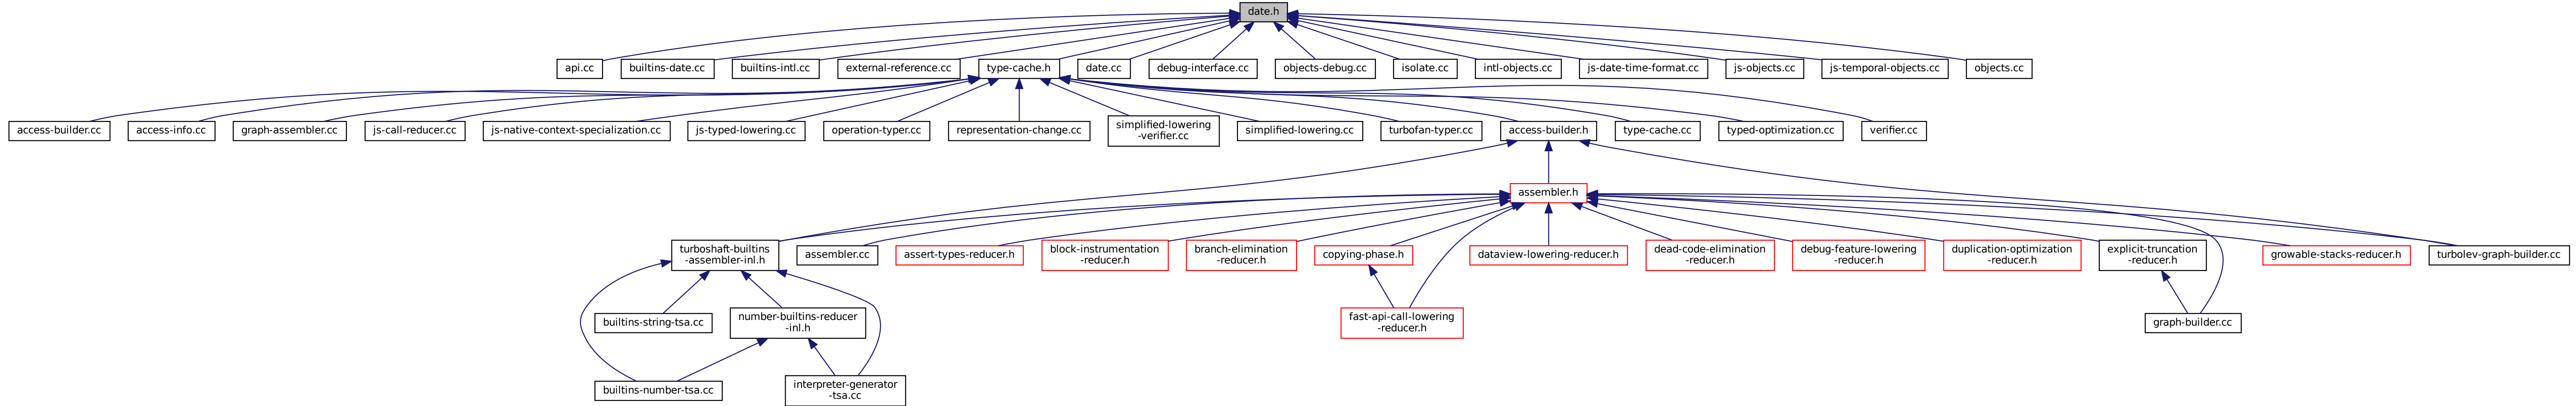 date.h
api.cc
builtins-date.cc
builtins-intl.cc
external-reference.cc
type-cache.h
date.cc
debug-interface.cc
objects-debug.cc
isolate.cc
intl-objects.cc
js-date-time-format.cc
js-objects.cc
js-temporal-objects.cc
objects.cc
access-builder.cc
access-info.cc
graph-assembler.cc
js-call-reducer.cc
js-native-context-specialization.cc
js-typed-lowering.cc
operation-typer.cc
representation-change.cc
simplified-lowering
-verifier.cc
simplified-lowering.cc
turbofan-typer.cc
access-builder.h
type-cache.cc
typed-optimization.cc
verifier.cc
assembler.h
turboshaft-builtins
-assembler-inl.h
assembler.cc
assert-types-reducer.h
block-instrumentation
-reducer.h
branch-elimination
-reducer.h
copying-phase.h
dataview-lowering-reducer.h
dead-code-elimination
-reducer.h
debug-feature-lowering
-reducer.h
duplication-optimization
-reducer.h
explicit-truncation
-reducer.h
growable-stacks-reducer.h
turbolev-graph-builder.cc
builtins-string-tsa.cc
number-builtins-reducer
-inl.h
fast-api-call-lowering
-reducer.h
graph-builder.cc
builtins-number-tsa.cc
interpreter-generator
-tsa.cc